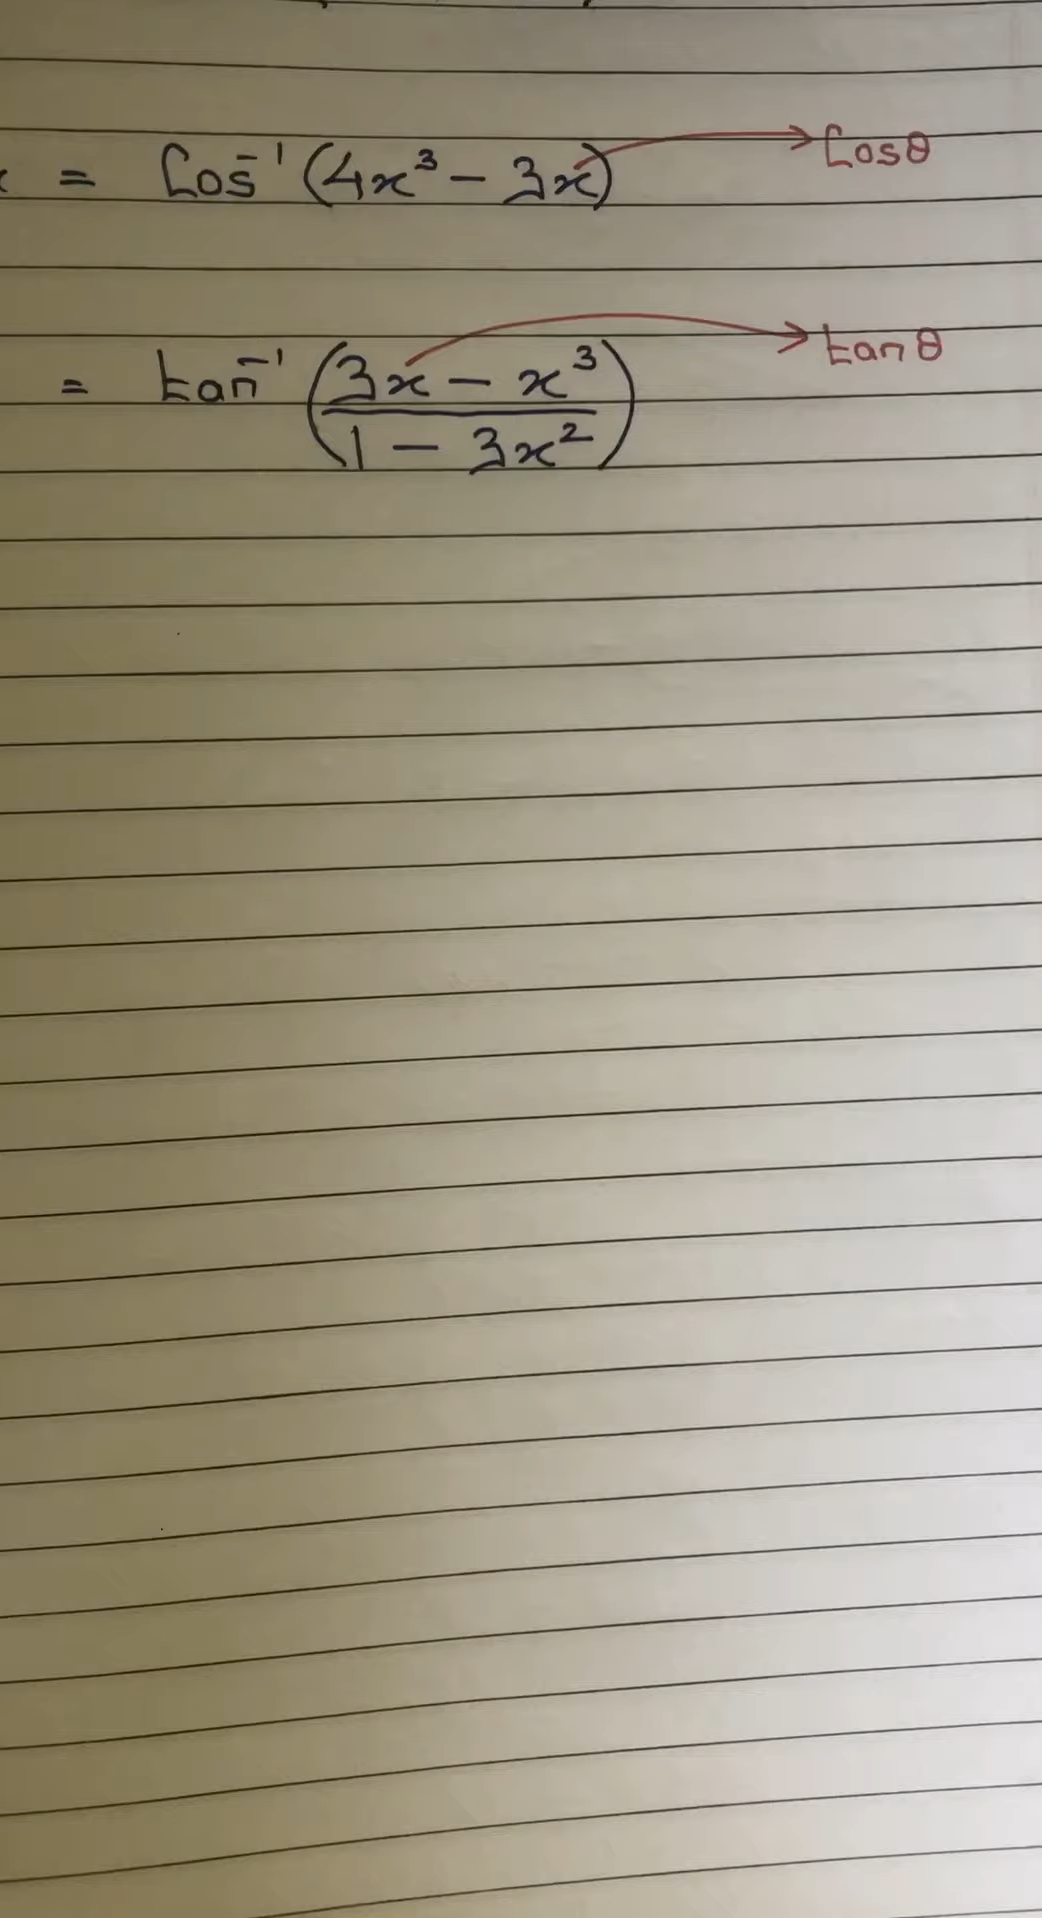 = Cos⁻¹ (4x³ - 3x) → Cosθ
= tan⁻¹ ((3x - x³)/(1 - 3x²)) → tanθ